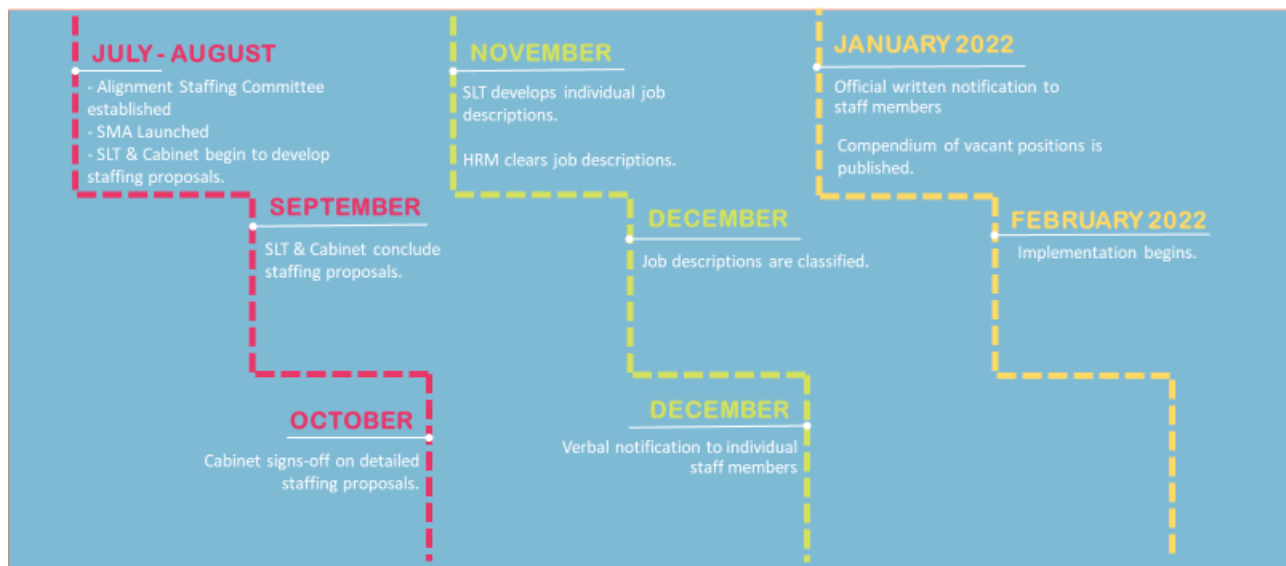 JULY - AUGUST
- Alignment Staffing Committee
established
- SMA Launched
- SLT & Cabinet begin to develop
staffing proposals.
SEPTEMBER
SLT & Cabinet conclude
staffing proposals.
OCTOBER
Cabinet signs-off on detailed
staffing proposals.
NOVEMBER
SLT develops individual job
descriptions.
HRM clears job descriptions.
DECEMBER
Job descriptions are classified.
DECEMBER
Verbal notification to individual
staff members
JANUARY 2022
Official written notification to
staff members
Compendium of vacant positions is
published.
FEBRUARY 2022
Implementation begins.